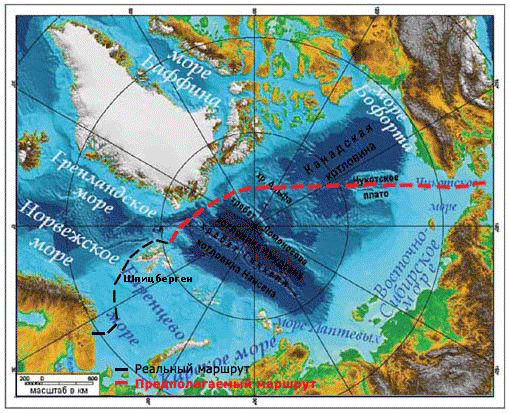 море
Баффина
море
Бофорта
Канадская
котловина
Гренландское
море
хр. Альфа
Чукотское
плато
Чукотское
море
Норвежское
море
котловина Нансена
Шпицберген
Баренцево
море
Восточно-
Сибирское
море
море Лаптевых
Карское море
Реальный маршрут
Предполагаемый маршрут
200 0 600
масштаб в км